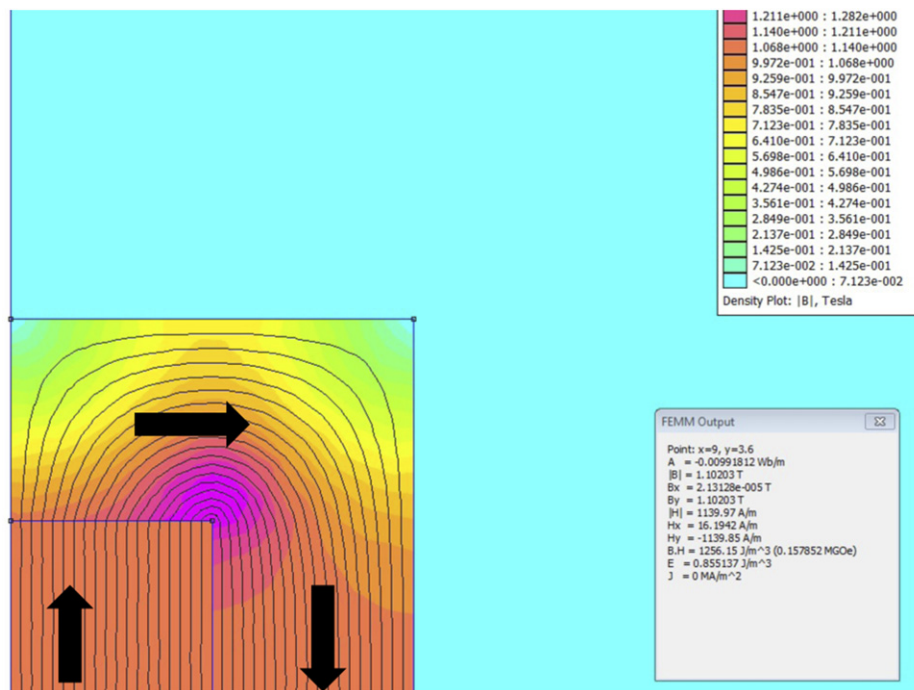 1.211e+000 : 1.282e+000
1.140e+000 : 1.211e+000
1.068e+000 : 1.140e+000
9.972e-001 : 1.068e+000
9.259e-001 : 9.972e-001
8.547e-001 : 9.259e-001
7.835e-001 : 8.547e-001
7.123e-001 : 7.835e-001
6.410e-001 : 7.123e-001
5.698e-001 : 6.410e-001
4.986e-001 : 5.698e-001
4.274e-001 : 4.986e-001
3.561e-001 : 4.274e-001
2.849e-001 : 3.561e-001
2.137e-001 : 2.849e-001
1.425e-001 : 2.137e-001
7.123e-002 : 1.425e-001
<0.000e+000 : 7.123e-002
Density Plot: |B|, Tesla
FEMM Output
Point: x=9, y=3.6
A = -0.00991812 Wb/m
|B| = 1.10203 T
Bx = 2.13128e-005 T
By = 1.10203 T
|H| = 1139.97 A/m
Hx = 16.1942 A/m
Hy = -1139.85 A/m
B.H = 1256.15 J/m^3 (0.157852 MGOe)
E = 0.855137 J/m^3
J = 0 MA/m^2